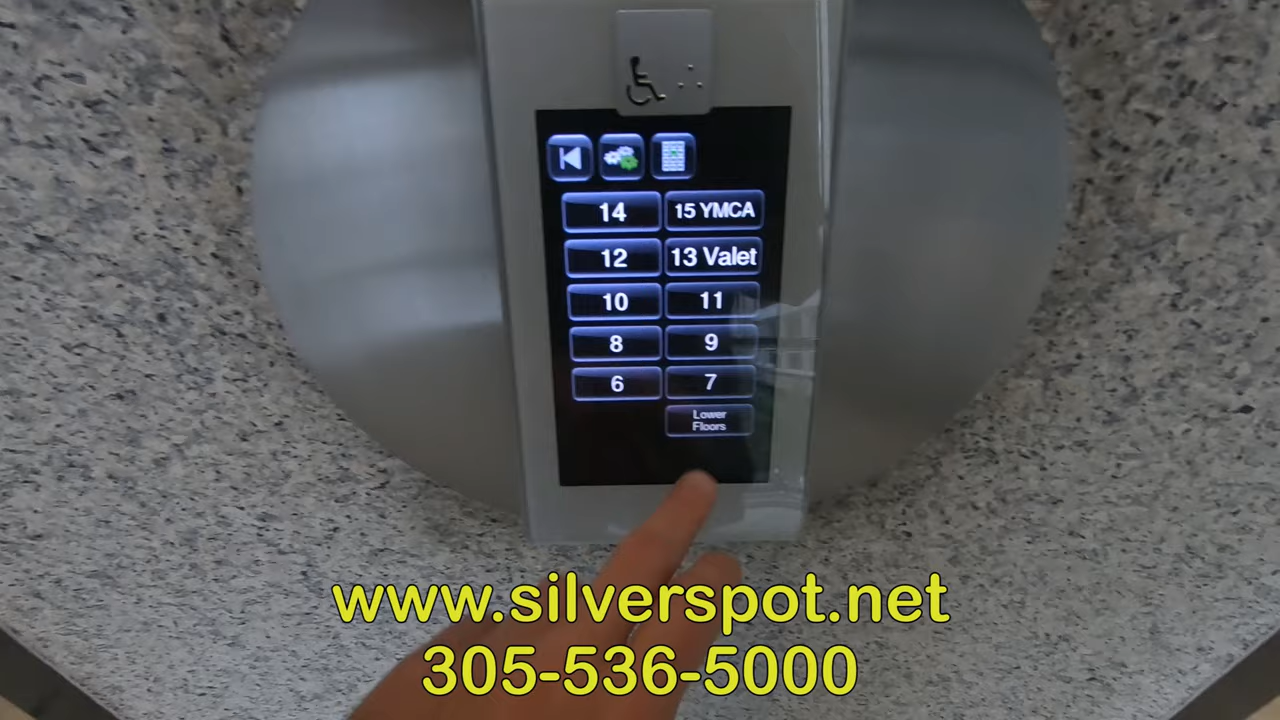 14
15 YMCA
12
13 Valet
10
11
8
9
6
7
Lower
Floors
www.silverspot.net
305-536-5000